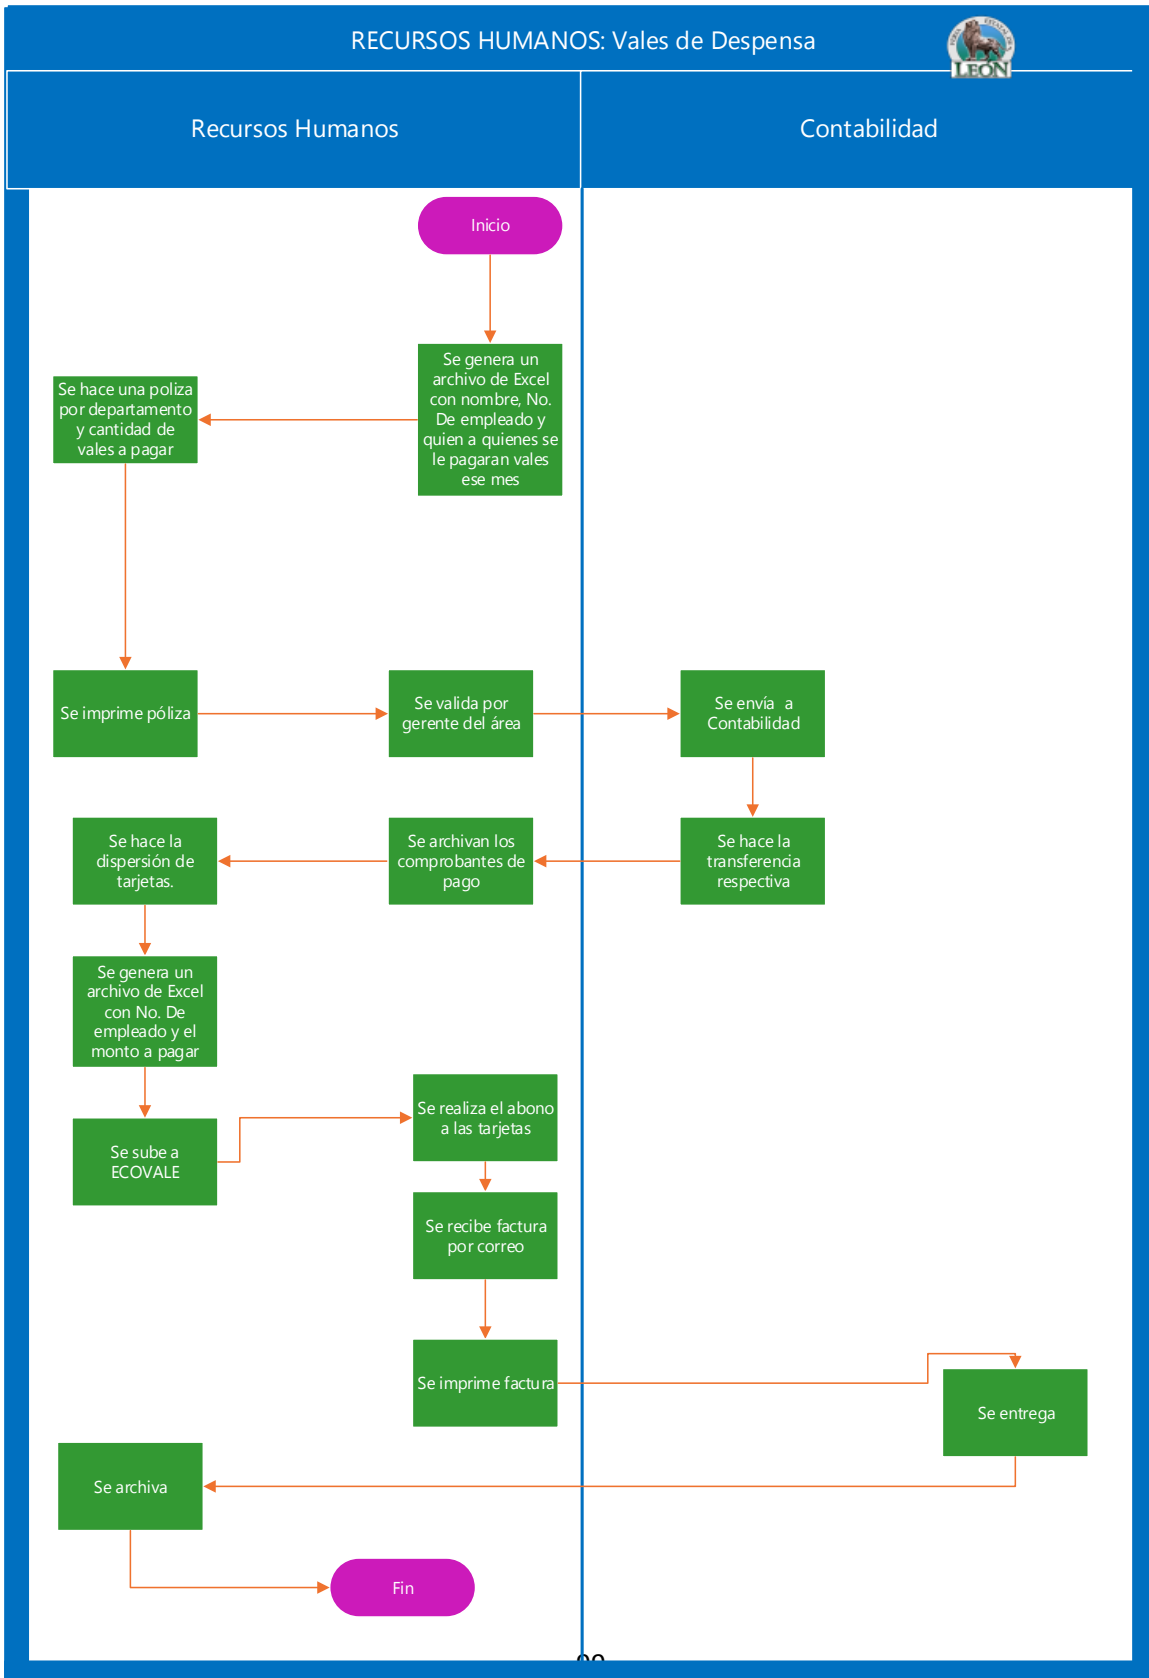 RECURSOS HUMANOS: Vales de Despensa
LEON
Recursos Humanos
Contabilidad
Inicio
Se genera un
archivo de Excel
con nombre, No.
De empleado y
quien a quienes se
le pagaran vales
ese mes
Se hace una poliza
por departamento
y cantidad de
vales a pagar
Se imprime póliza
Se valida por
gerente del área
Se envía a
Contabilidad
Se hace la
transferencia
respectiva
Se archivan los
comprobantes de
pago
Se hace la
dispersión de
tarjetas.
Se genera un
archivo de Excel
con No. De
empleado y el
monto a pagar
Se sube a
ECOVALE
Se realiza el abono
a las tarjetas
Se recibe factura
por correo
Se imprime factura
Se entrega
Se archiva
Fin